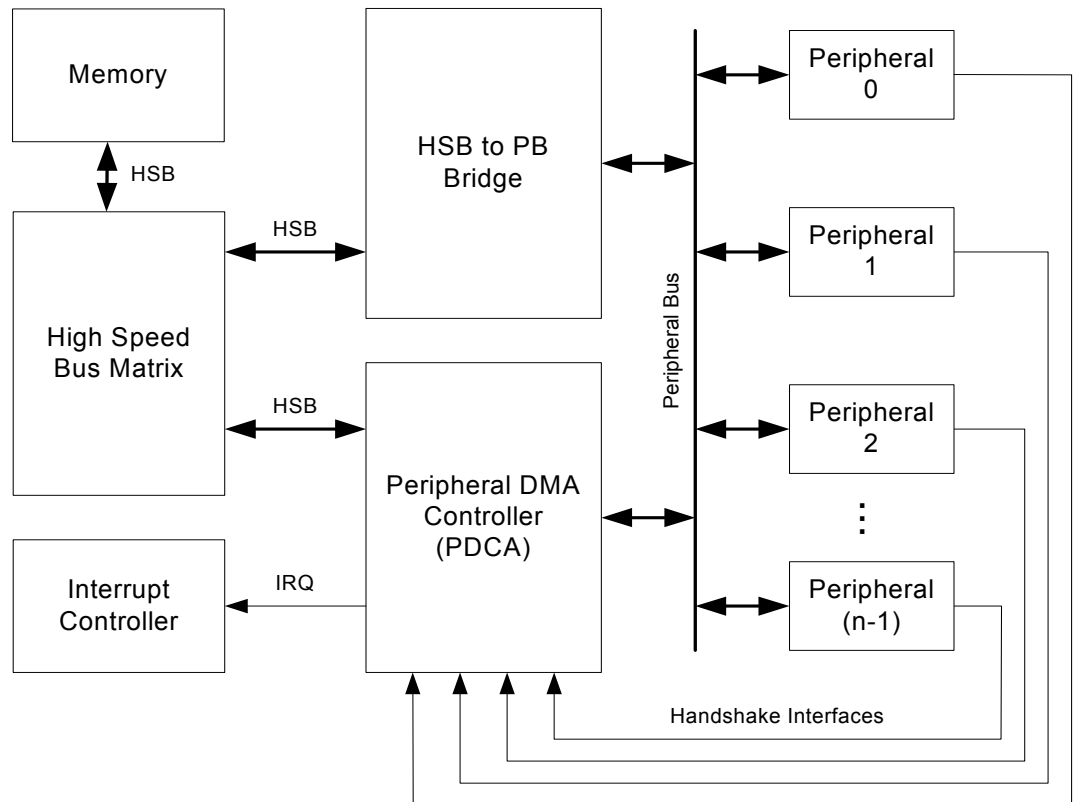 Memory
HSB
HSB to PB
Bridge
Peripheral
0
HSB
Peripheral
1
High Speed
Bus Matrix
Peripheral Bus
HSB
Peripheral
2
Peripheral DMA
Controller
(PDCA)
⋮
Interrupt
Controller
IRQ
Peripheral
(n-1)
Handshake Interfaces